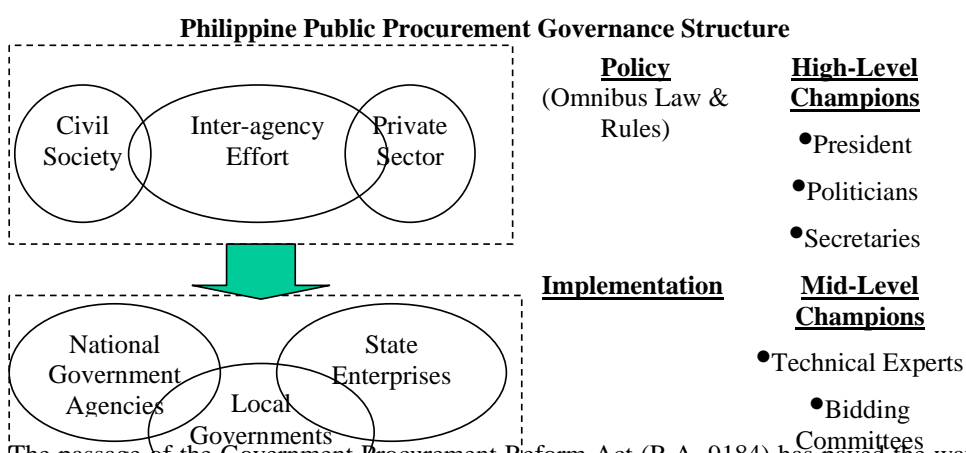 Philippine Public Procurement Governance Structure
Civil
Society
Inter-agency
Effort
Private
Sector
Policy
(Omnibus Law &
Rules)
High-Level
Champions
●President
●Politicians
●Secretaries
National
Government
Agencies
State
Enterprises
Local
Governments
Implementation
Mid-Level
Champions
●Technical Experts
●Bidding
Committees
The passage of the Government Procurement Reform Act (R.A. 9184) has paved the way